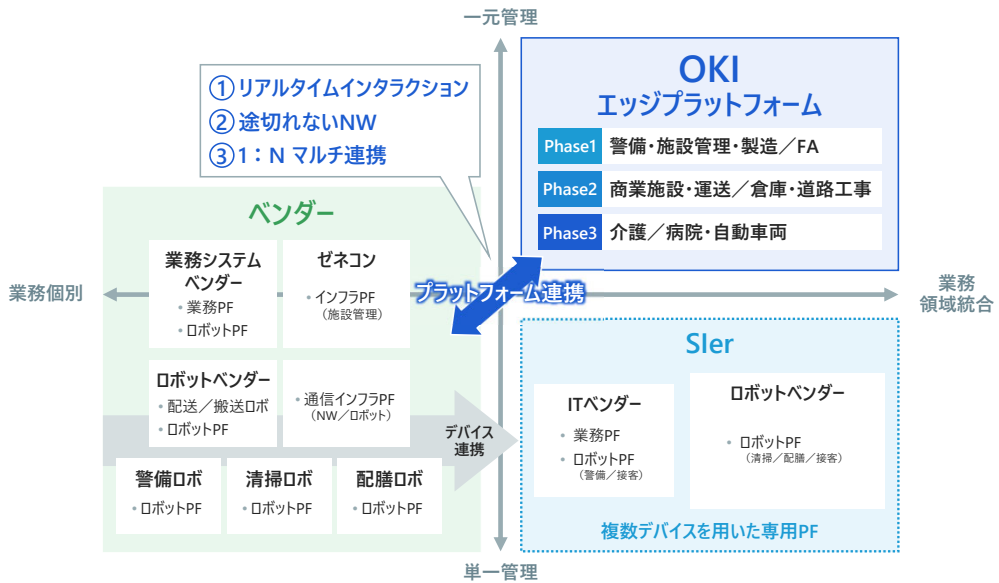 一元管理
① リアルタイムインタラクション
② 途切れないNW
③ 1：N マルチ連携
OKI
エッジプラットフォーム
Phase1 警備・施設管理・製造／FA
Phase2 商業施設・運送／倉庫・道路工事
Phase3 介護／病院・自動車両
ベンダー
業務システム
ベンダー
・業務PF
・ロボットPF
ゼネコン
・インフラPF
（施設管理）
業務個別
プラットフォーム連携
業務
領域統合
ロボットベンダー
・配送／搬送ロボ
・ロボットPF
・通信インフラPF
（NW／ロボット）
デバイス
連携
警備ロボ
・ロボットPF
清掃ロボ
・ロボットPF
配膳ロボ
・ロボットPF
SIer
ITベンダー
・業務PF
・ロボットPF
（警備／接客）
ロボットベンダー
・ロボットPF
（清掃／配膳／接客）
複数デバイスを用いた専用PF
単一管理